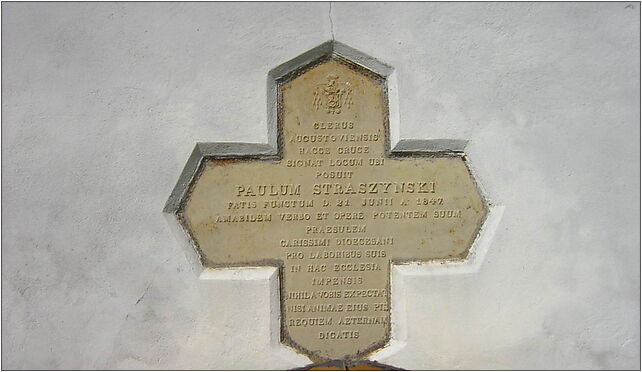 CLERUS
AUGUSTOVIENSIS
HACCE CRUCE
SIGNAT LOCUM UBI
POSUIT
PAULUM STRASZYNSKI
FATIS FUNCTUM D. 21 JUNII A. 1847
AMABILEM VERBO ET OPERE POTENTEM SUUM
PRAESULEM
CARISSIMI DIOECESANI
PRO LABORIBUS SUIS
IN HAC ECCLESIA
IMPENSIS
NIHIL A VOBIS EXPECTAT
NISI ANIMAE EJUS PIE
REQUIEM AETERNAM
DICATIS